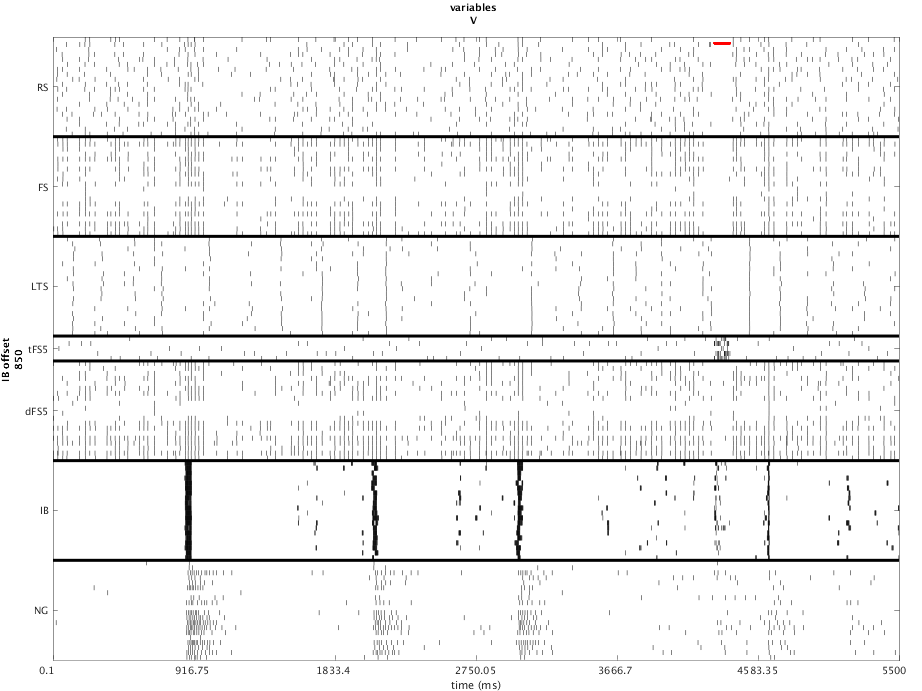 variables
V
RS
FS
LTS
tFS5
dFS5
IB
NG
IB offset
850
0.1
916.75
1833.4
2750.05
3666.7
4583.35
5500
time (ms)